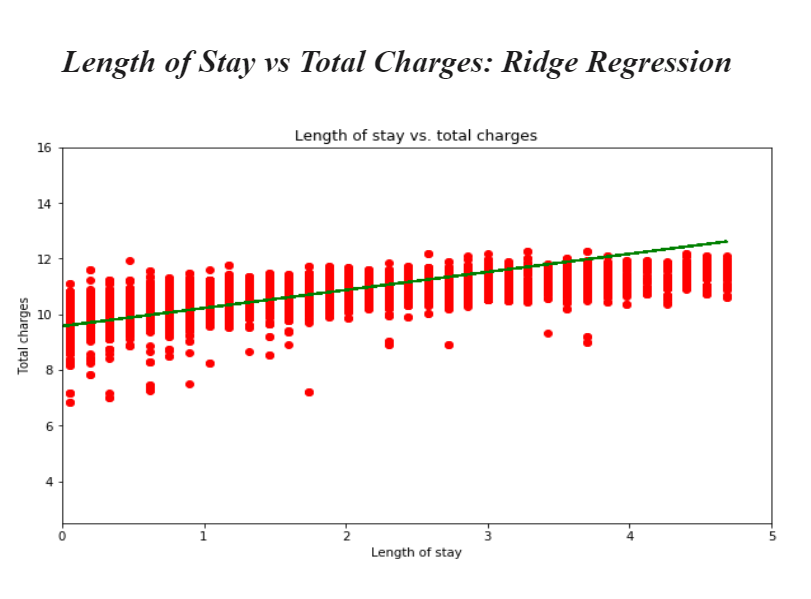 Length of Stay vs Total Charges: Ridge Regression
Length of stay vs. total charges
16
14
12
10
8
6
4
Total charges
0 1 2 3 4 5
Length of stay